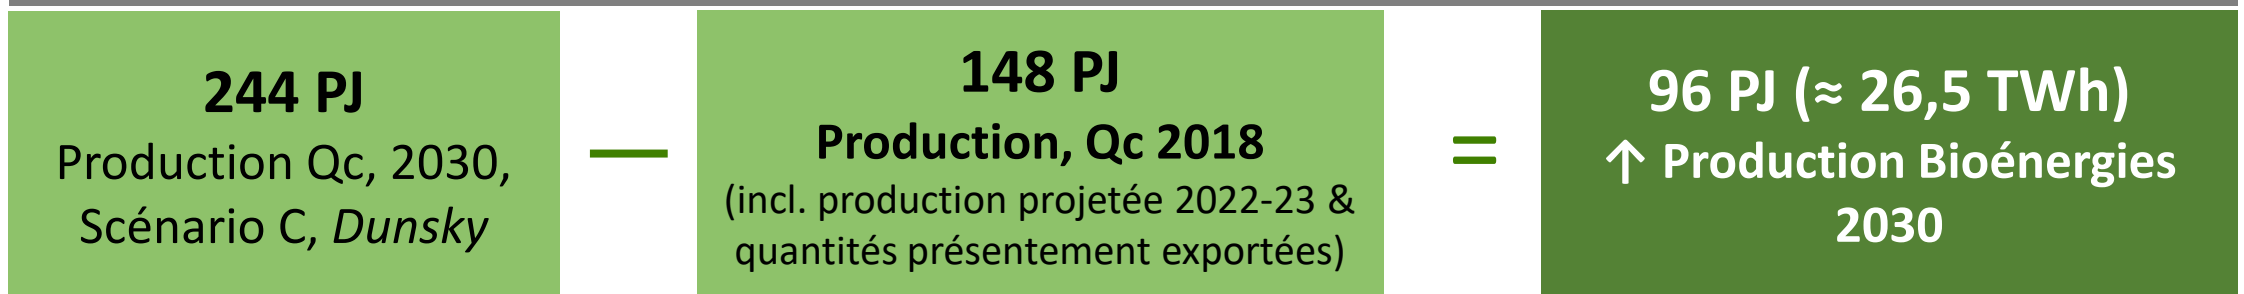 244 PJ
Production Qc, 2030,
Scénario C, Dunsky
—
148 PJ
Production, Qc 2018
(incl. production projetée 2022-23 &
quantités présentement exportées)
=
96 PJ (≈ 26,5 TWh)
↑ Production Bioénergies
2030